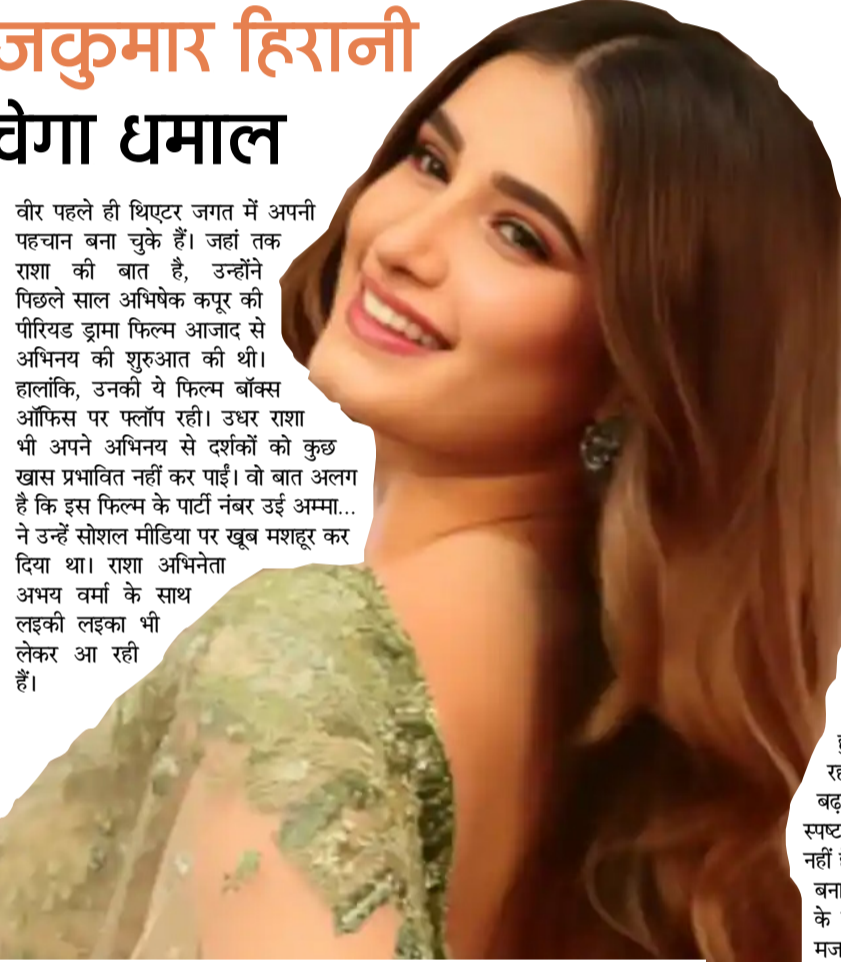 जकुमार हिरानी
वेगा धमाल
वीर पहले ही थिएटर जगत में अपनी
पहचान बना चुके हैं। जहां तक
राशा की बात है, उन्होंने
पिछले साल अभिषेक कपूर की
पीरियड ड्रामा फिल्म आजाद से
अभिनय की शुरुआत की थी।
हालांकि, उनकी ये फिल्म बॉक्स
ऑफिस पर फ्लॉप रही। उधर राशा
भी अपने अभिनय से दर्शकों को कुछ
खास प्रभावित नहीं कर पाईं। वो बात अलग
है कि इस फिल्म के पार्टी नंबर उई अम्मा...
ने उन्हें सोशल मीडिया पर खूब मशहूर कर
दिया था। राशा अभिनेता
अभय वर्मा के साथ
लइकी लइका भी
लेकर आ रही
हैं।
बढ़
स्पष्ट
नहीं
बना
के
मज